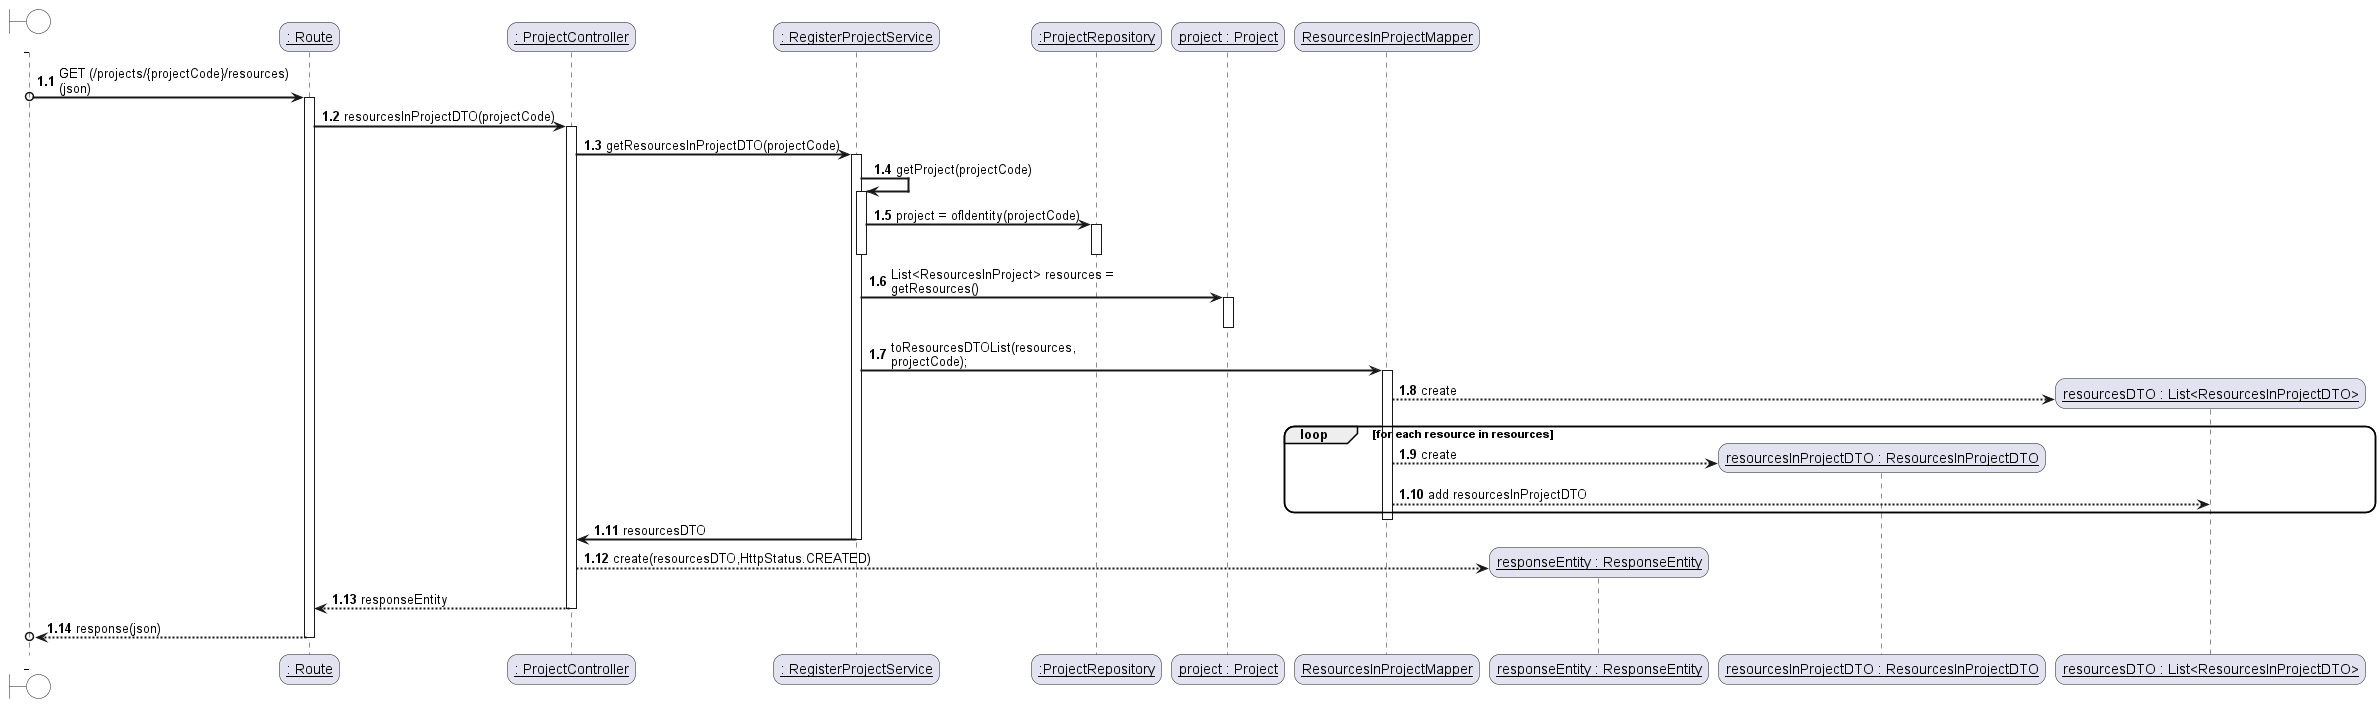 : Route
: ProjectController
: RegisterProjectService
:ProjectRepository
project : Project
ResourcesInProjectMapper
1.1 GET (/projects/{projectCode}/resources)
(json)
1.2 resourcesInProjectDTO(projectCode)
1.3 getResourcesInProjectDTO(projectCode)
1.4 getProject(projectCode)
1.5 project = ofIdentity(projectCode)
1.6 List<ResourcesInProject> resources =
getResources()
1.7 toResourcesDTOList(resources,
projectCode);
1.8 create
resourcesDTO : List<ResourcesInProjectDTO>
loop [for each resource in resources]
1.9 create
resourcesInProjectDTO : ResourcesInProjectDTO
1.10 add resourcesInProjectDTO
1.11 resourcesDTO
1.12 create(resourcesDTO,HttpStatus.CREATED)
responseEntity : ResponseEntity
1.13 responseEntity
1.14 response(json)
: Route
: ProjectController
: RegisterProjectService
:ProjectRepository
project : Project
ResourcesInProjectMapper
responseEntity : ResponseEntity
resourcesInProjectDTO : ResourcesInProjectDTO
resourcesDTO : List<ResourcesInProjectDTO>